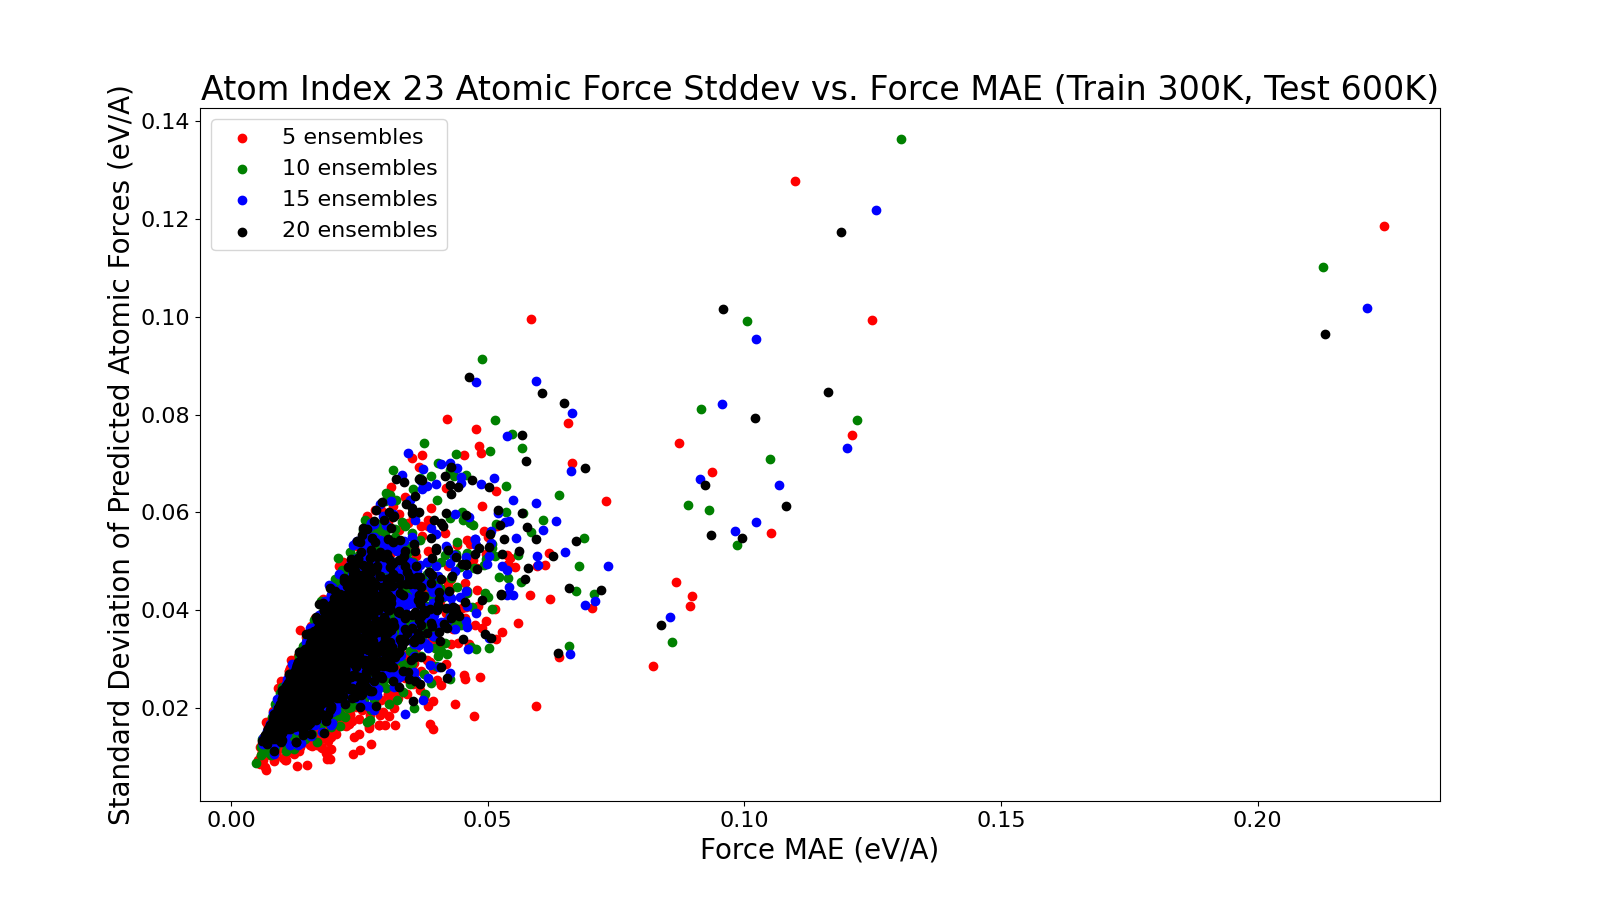 Atom Index 23 Atomic Force Stddev vs. Force MAE (Train 300K, Test 600K)
Standard Deviation of Predicted Atomic Forces (eV/A)
0.14
0.12
0.10
0.08
0.06
0.04
0.02
5 ensembles
10 ensembles
15 ensembles
20 ensembles
0.00 0.05 0.10 0.15 0.20
Force MAE (eV/A)